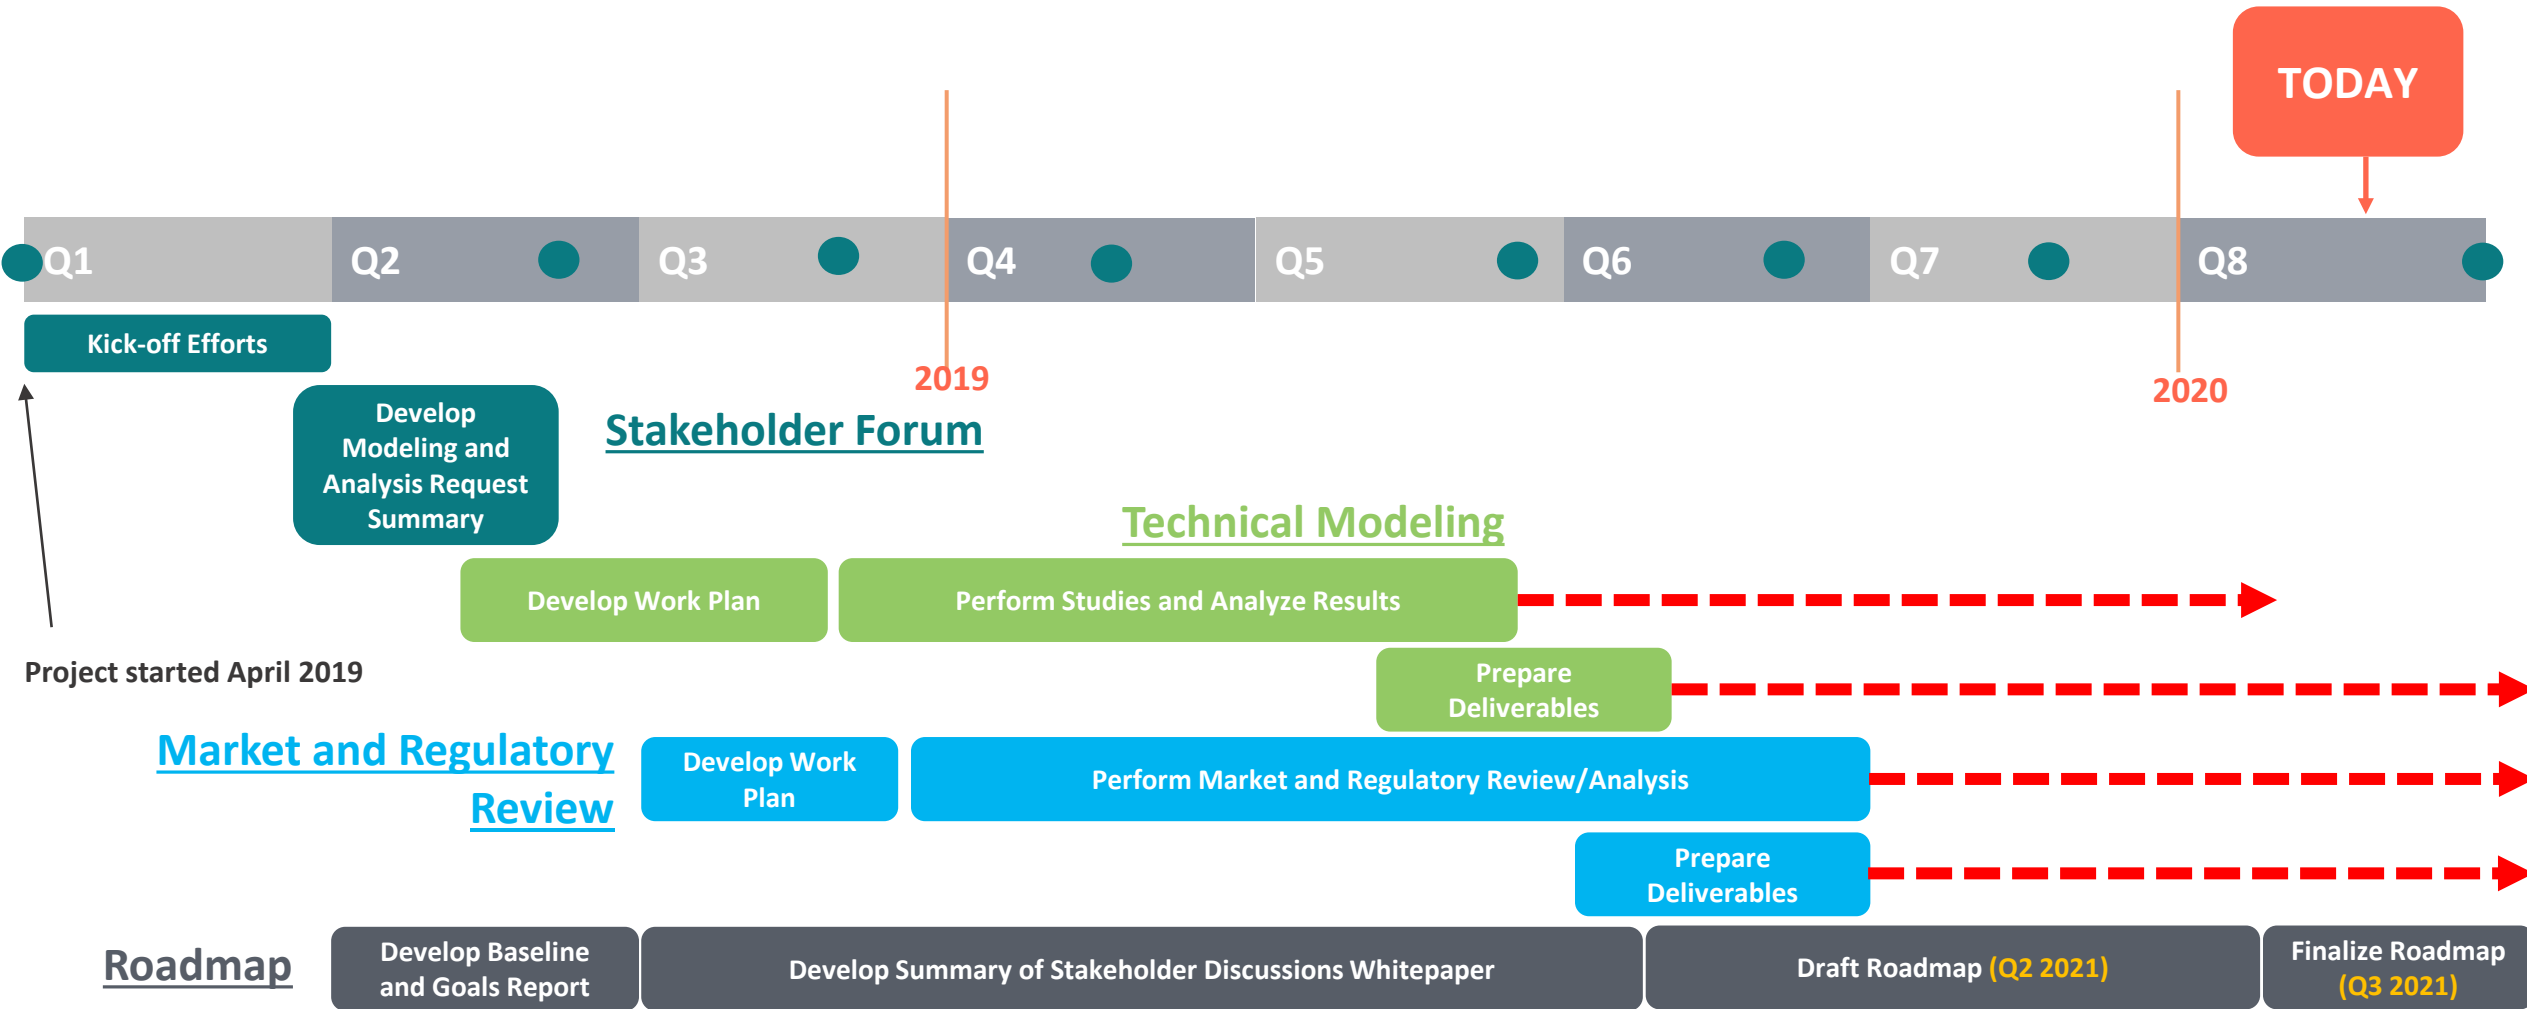 TODAY
Q1
Q2
Q3
Q4
Q5
Q6
Q7
Q8
Kick-off Efforts
2019
2020
Develop
Modeling and
Analysis Request
Summary
Stakeholder Forum
Technical Modeling
Develop Work Plan
Perform Studies and Analyze Results
Project started April 2019
Prepare
Deliverables
Market and Regulatory
Review
Develop Work
Plan
Perform Market and Regulatory Review/Analysis
Prepare
Deliverables
Roadmap
Develop Baseline
and Goals Report
Develop Summary of Stakeholder Discussions Whitepaper
Draft Roadmap (Q2 2021)
Finalize Roadmap
(Q3 2021)